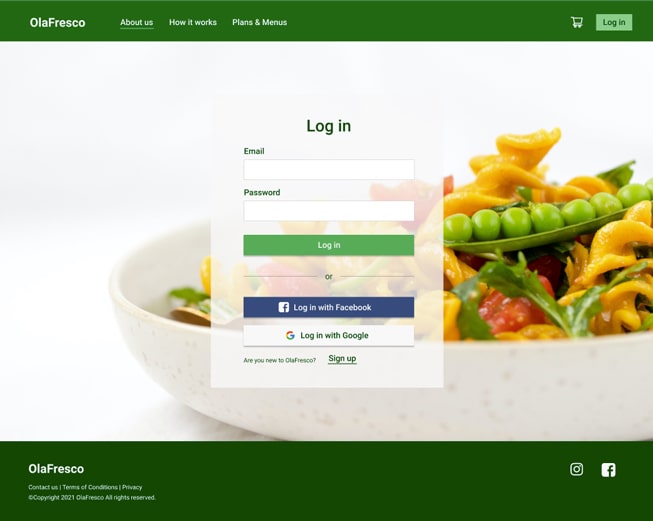 OlaFresco About us How it works Plans & Menus Log in
Log in
Email
Password
Log in
or
Log in with Facebook
Log in with Google
Are you new to OlaFresco? Sign up
OlaFresco
Contact us | Terms of Conditions | Privacy
©Copyright 2021 OlaFresco All rights reserved.